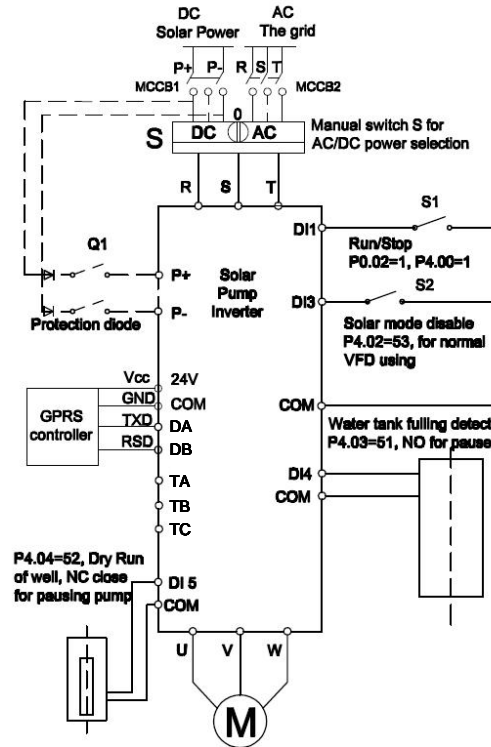 DC
Solar Power
AC
The grid
P+
P-
R
S
T
MCCB1
MCCB2
0
S
DC
AC
Manual switch S for
AC/DC power selection
R
S
T
S1
DI1
Q1
Run/Stop
P0.02=1, P4.00=1
P+
Solar
Pump
Inverter
S2
DI3
P-
Protection diode
Solar mode disable
P4.02=53, for normal
VFD using
Vcc
24V
GND
COM
COM
GPRS
controller
TXD
DA
Water tank fulling detect
P4.03=51, NO for pause
RSD
DB
DI4
TA
COM
TB
TC
P4.04=52, Dry Run
of well, NC close
for pausing pump
DI 5
COM
U
V
W
M